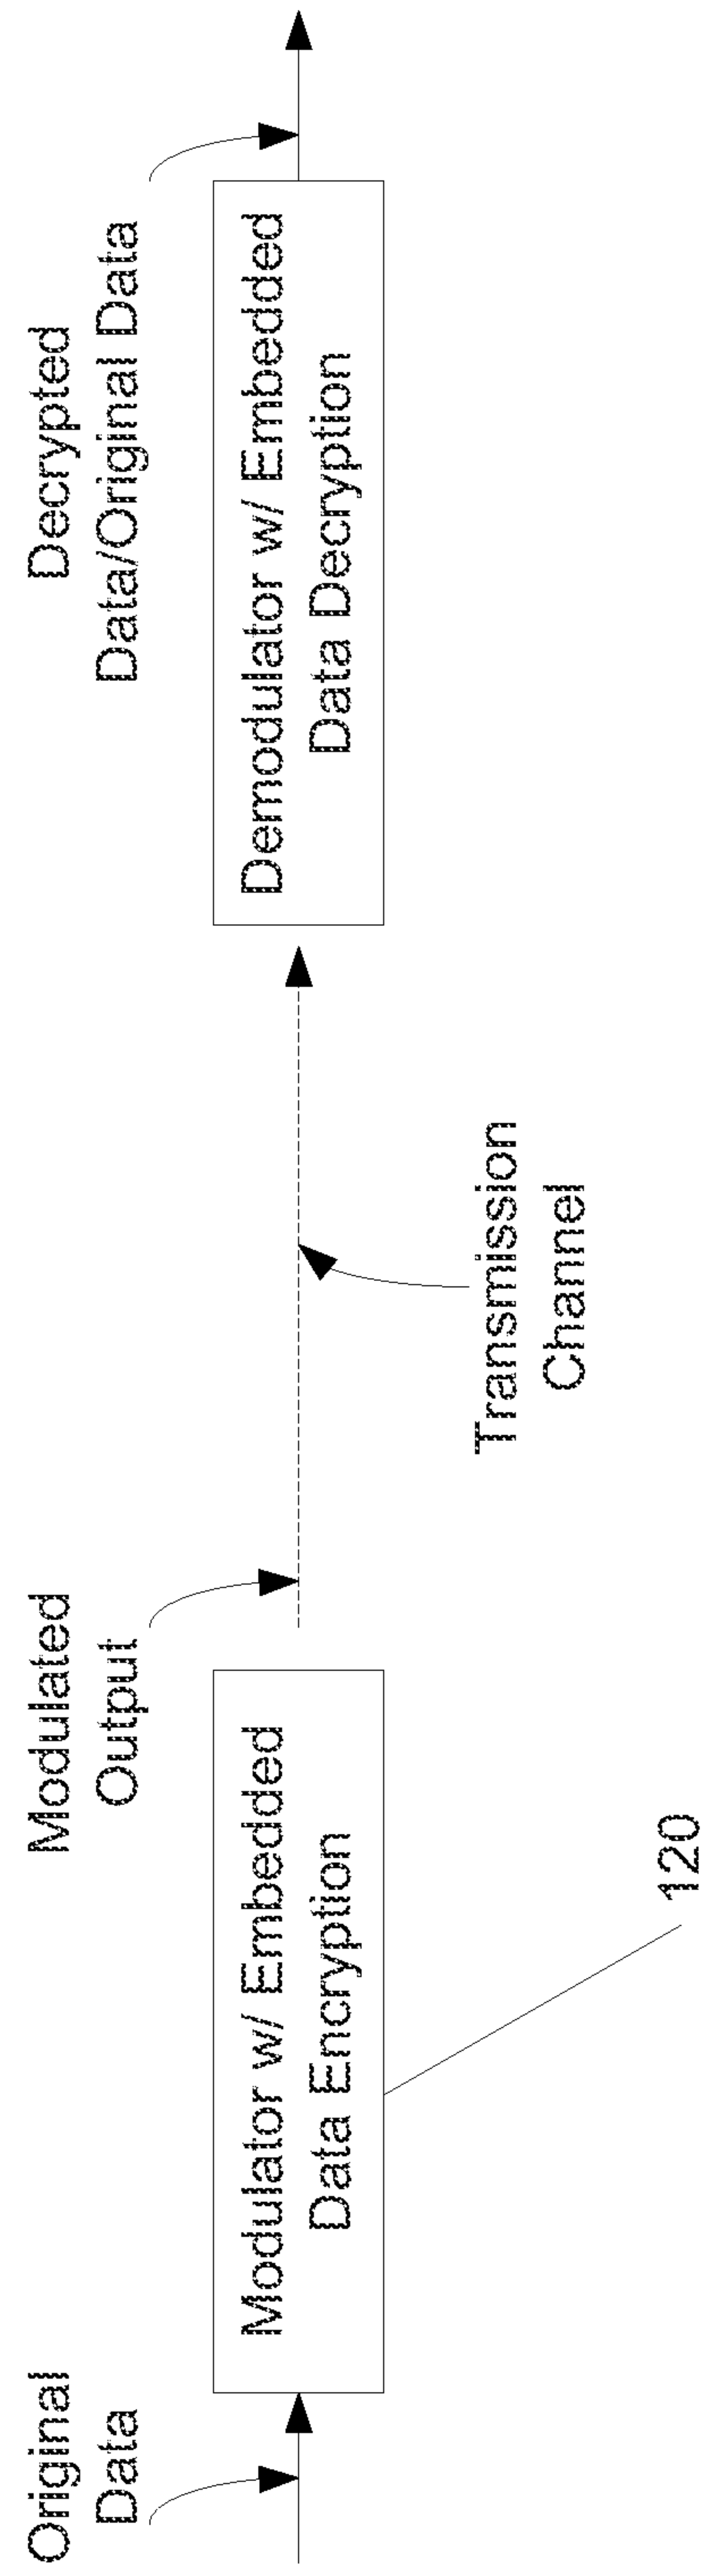 Original
Data
Modulator w/ Embedded
Data Encryption
120
Modulated
Output
Transmission
Channel
Demodulator w/ Embedded
Data Decryption
Decrypted
Data/Original Data